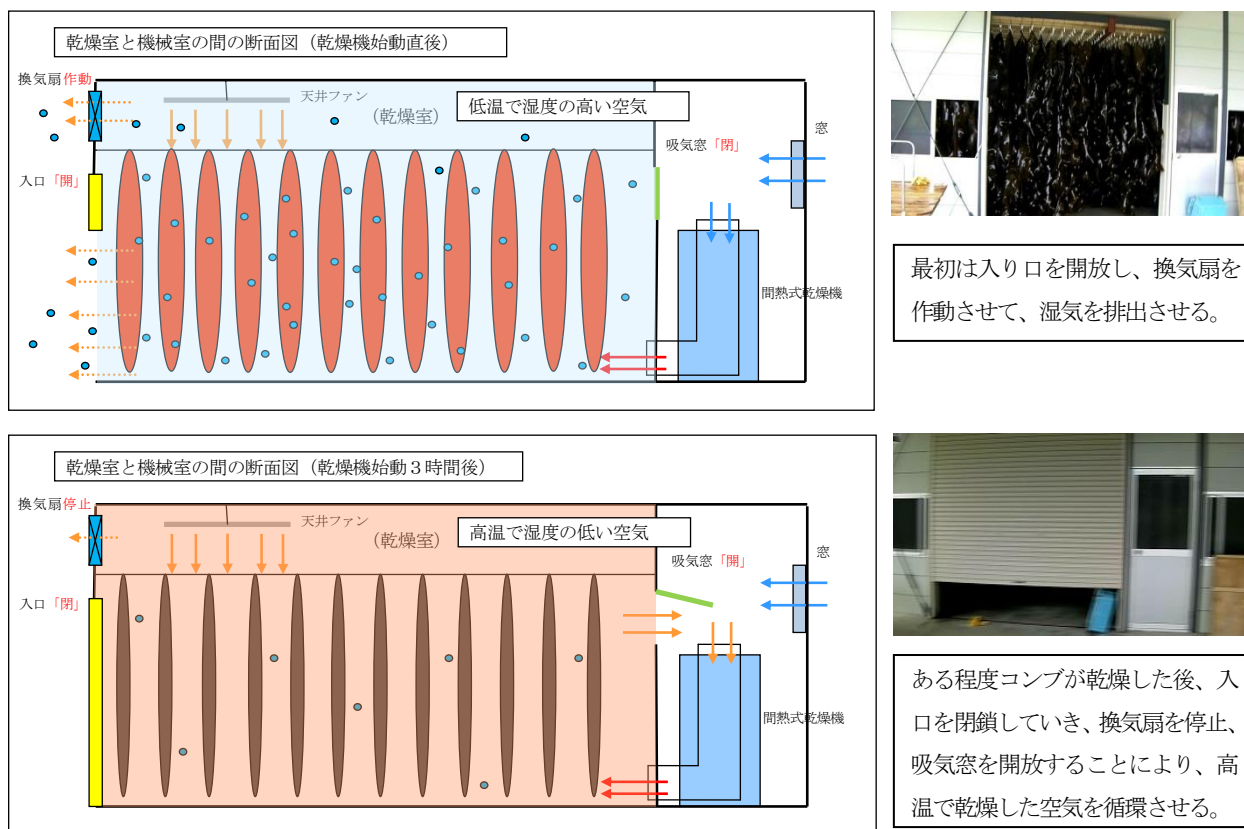 乾燥室と機械室の間の断面図（乾燥機始動直後）
換気扇作動
天井ファン
（乾燥室）
低温で湿度の高い空気
吸気窓「閉」
窓
入口「開」
間熱式乾燥機
最初は入り口を開放し、換気扇を
作動させて、湿気を排出させる。
乾燥室と機械室の間の断面図（乾燥機始動３時間後）
換気扇停止
天井ファン
（乾燥室）
高温で湿度の低い空気
吸気窓「開」
窓
入口「閉」
間熱式乾燥機
ある程度コンブが乾燥した後、入
口を閉鎖していき、換気扇を停止、
吸気窓を開放することにより、高
温で乾燥した空気を循環させる。